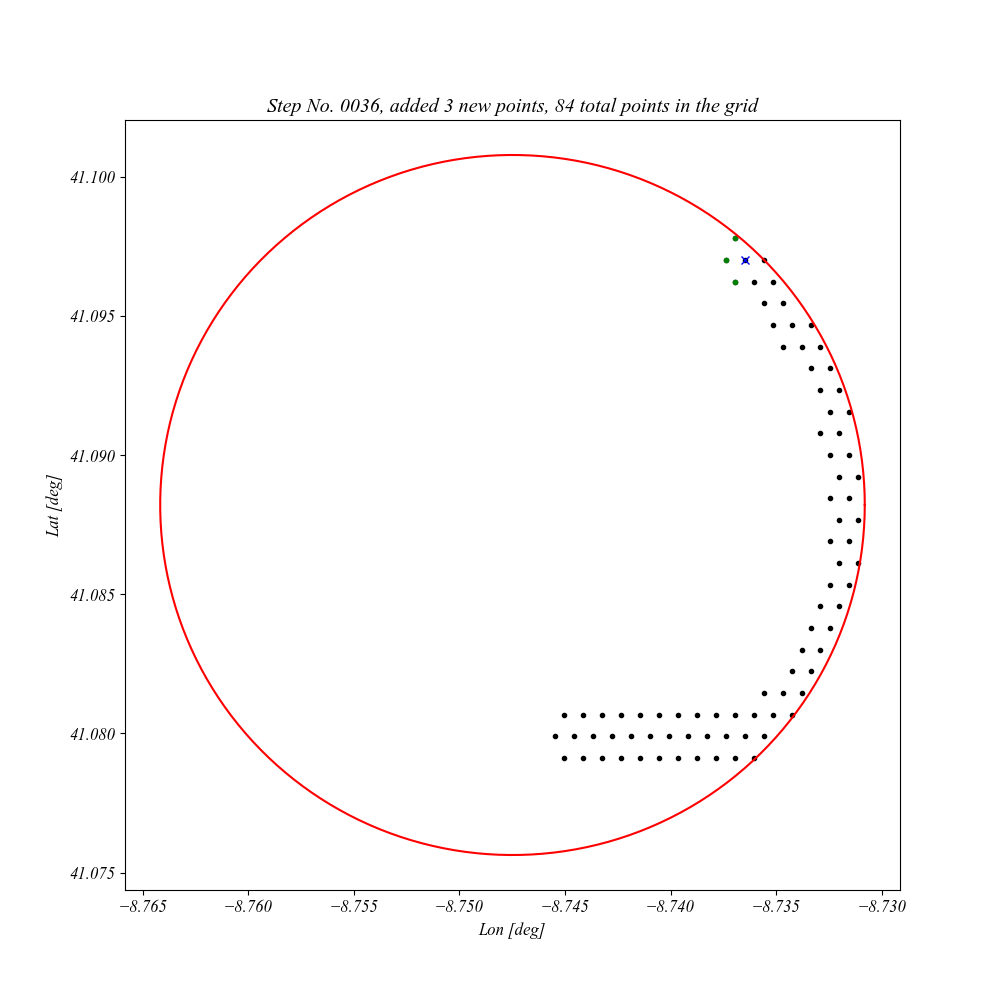 Step No. 0036, added 3 new points, 84 total points in the grid
41.100
41.095
41.090
41.085
41.080
41.075
Lat [deg]
−8.765 −8.760 −8.755 −8.750 −8.745 −8.740 −8.735 −8.730
Lon [deg]